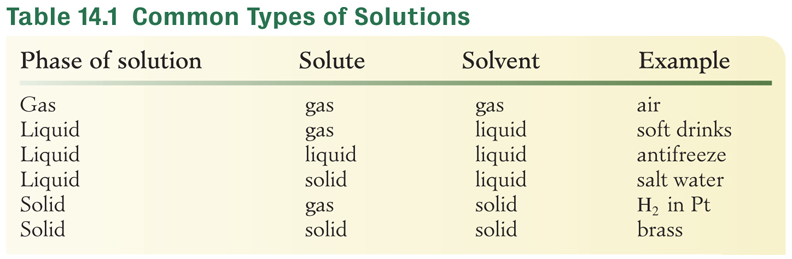 Table 14.1 Common Types of Solutions
Phase of solution Solute Solvent Example
Gas gas gas air
Liquid gas liquid soft drinks
Liquid liquid liquid antifreeze
Liquid solid liquid salt water
Solid gas solid H₂ in Pt
Solid solid solid brass